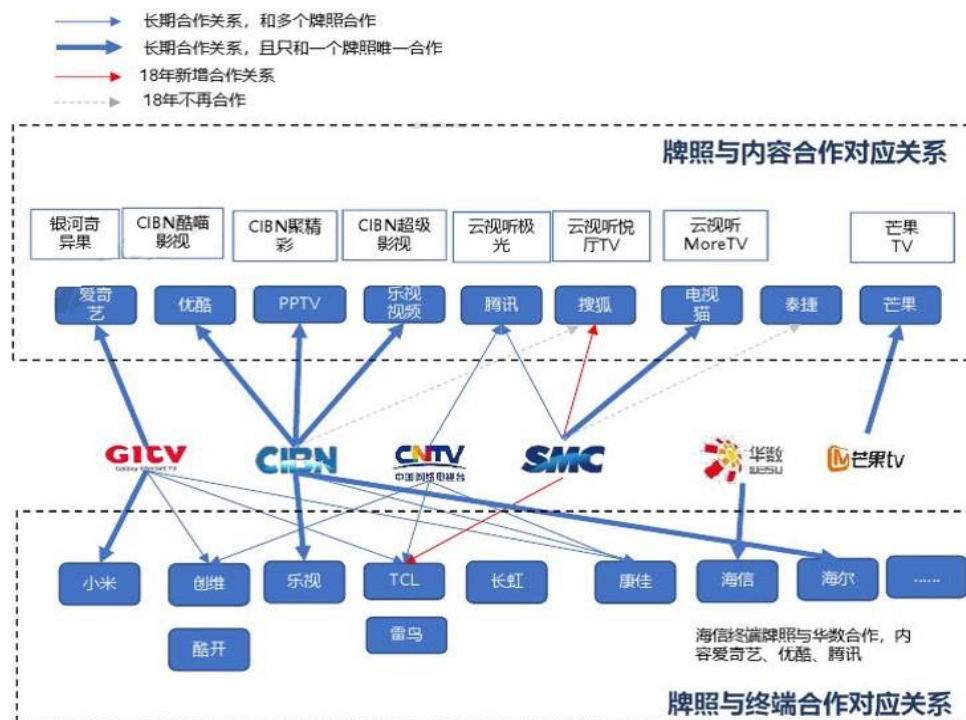 长期合作关系，和多个牌照合作
长期合作关系，且只和一个牌照唯一合作
18年新增合作关系
18年不再合作
牌照与内容合作对应关系
银河奇
异果
CIBN酷喵
影视
CIBN聚精
彩
CIBN超级
影视
云视听极
光
云视听悦
厅TV
云视听
MoreTV
芒果
TV
爱奇
艺
优酷
PPTV
乐视
视频
腾讯
搜狐
电视
猫
泰捷
芒果
GITV
CIBN
CNTV
中国网络电视台
SMC
华数
wasu
芒果tv
小米
创维
乐视
TCL
长虹
康佳
海信
海尔
……
酷开
雷鸟
海信终端牌照与华数合作，内
容爱奇艺、优酷、腾讯
牌照与终端合作对应关系